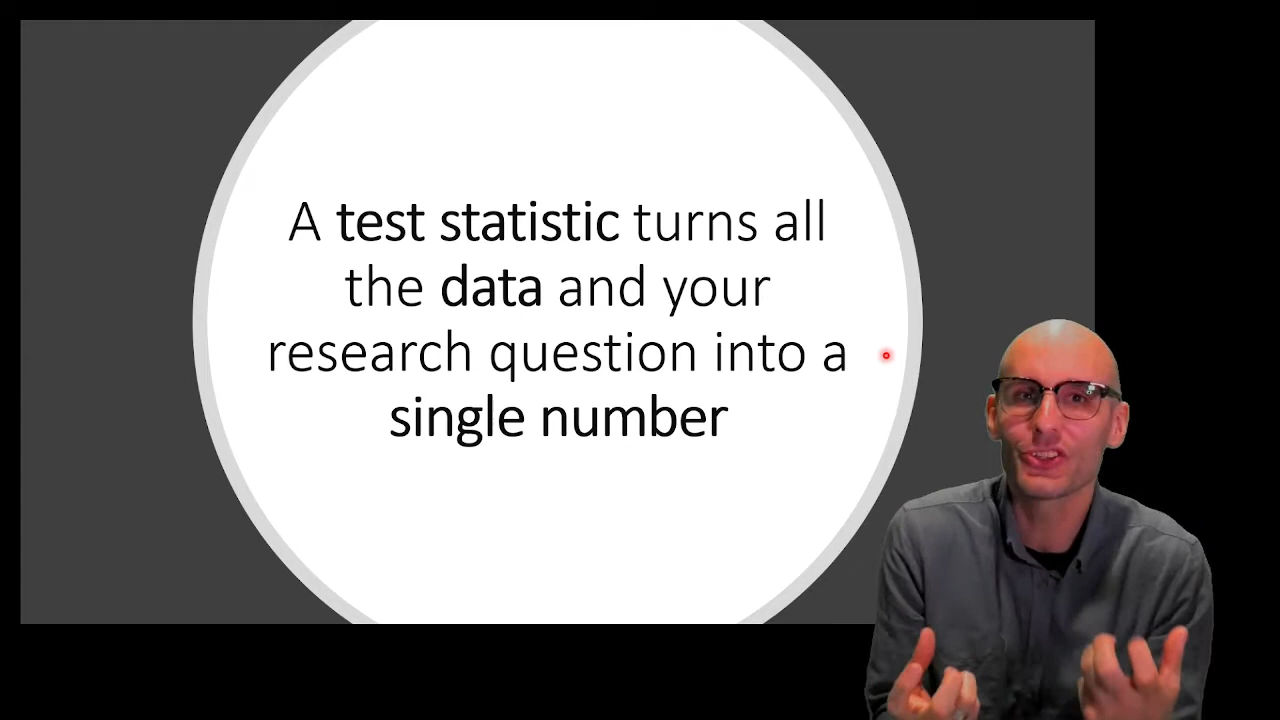 A test statistic turns all
the data and your
research question into a
single number